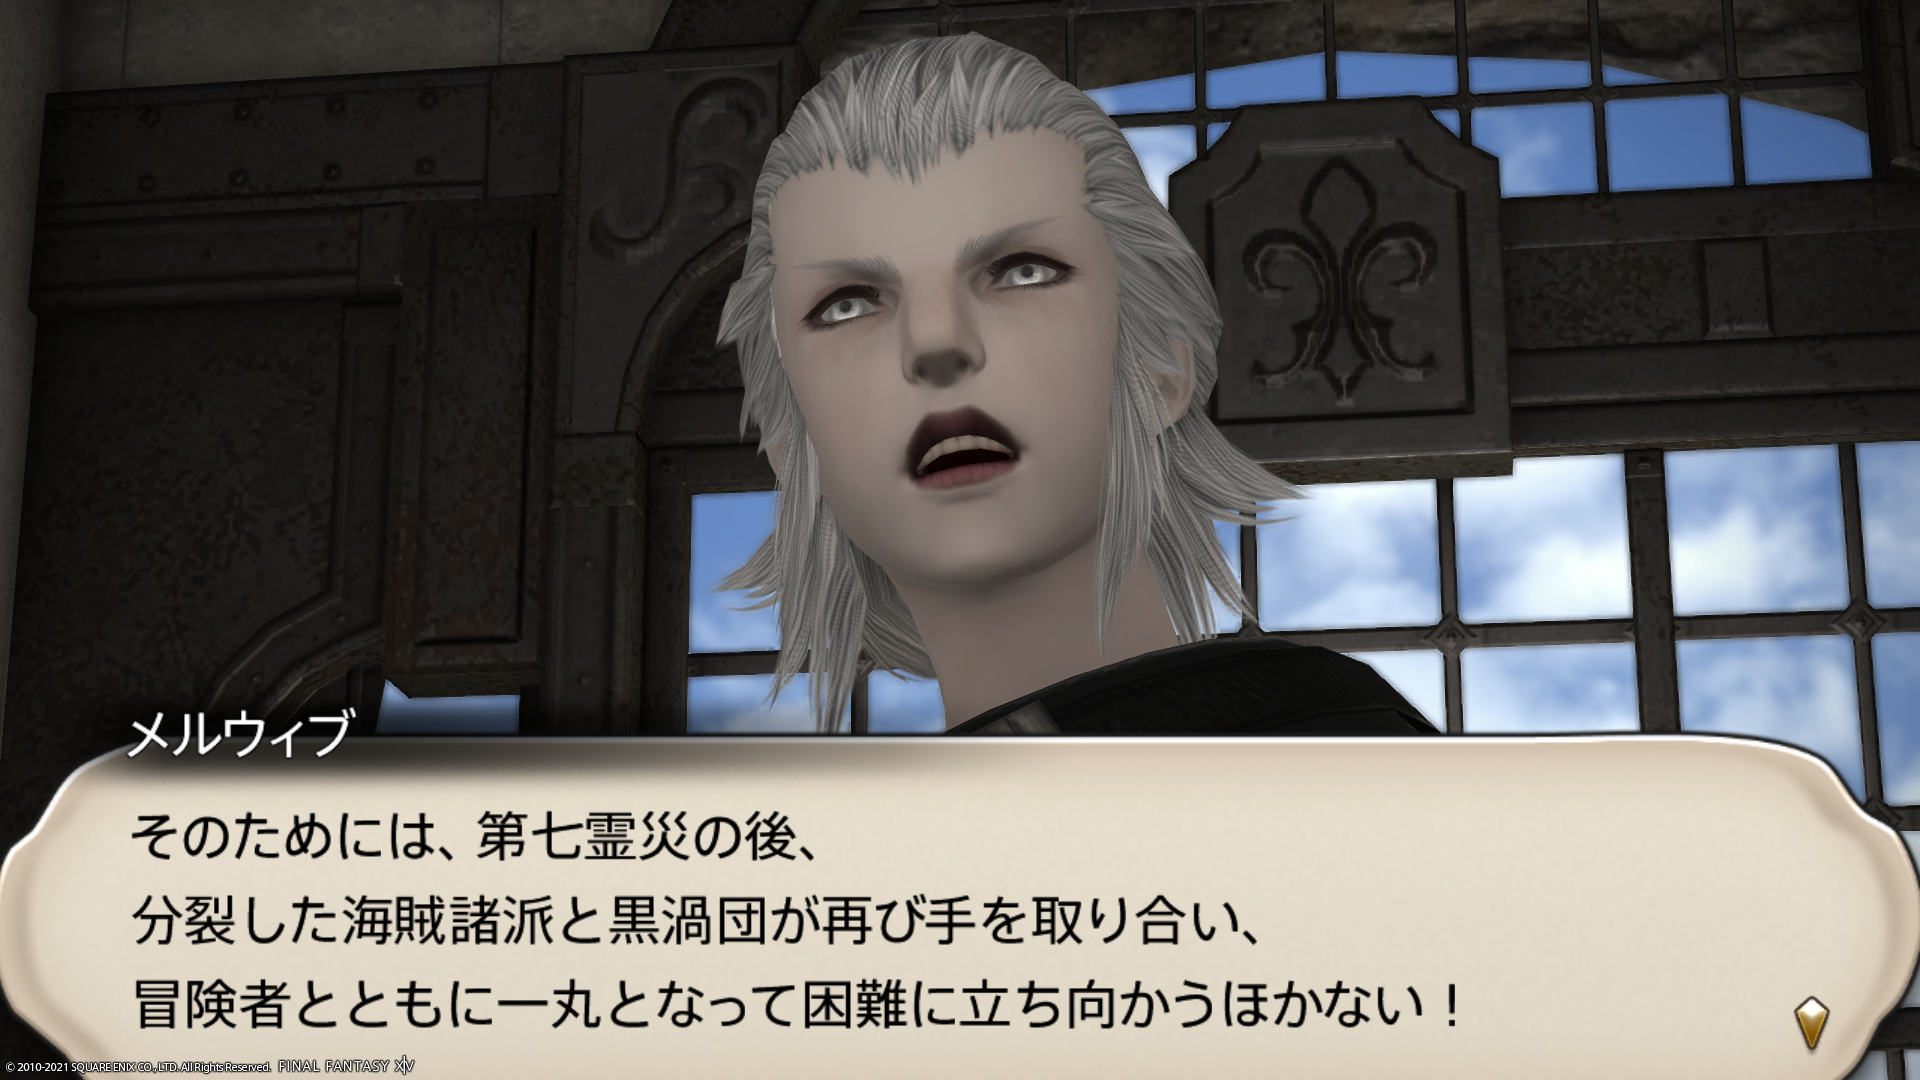 メルウィブ
そのためには、第七霊災の後、
分裂した海賊諸派と黒渦団が再び手を取り合い、
冒険者とともに一丸となって困難に立ち向かうほかない！
© 2010-2021 SQUARE ENIX CO., LTD. All Rights Reserved. FINAL FANTASY XIV